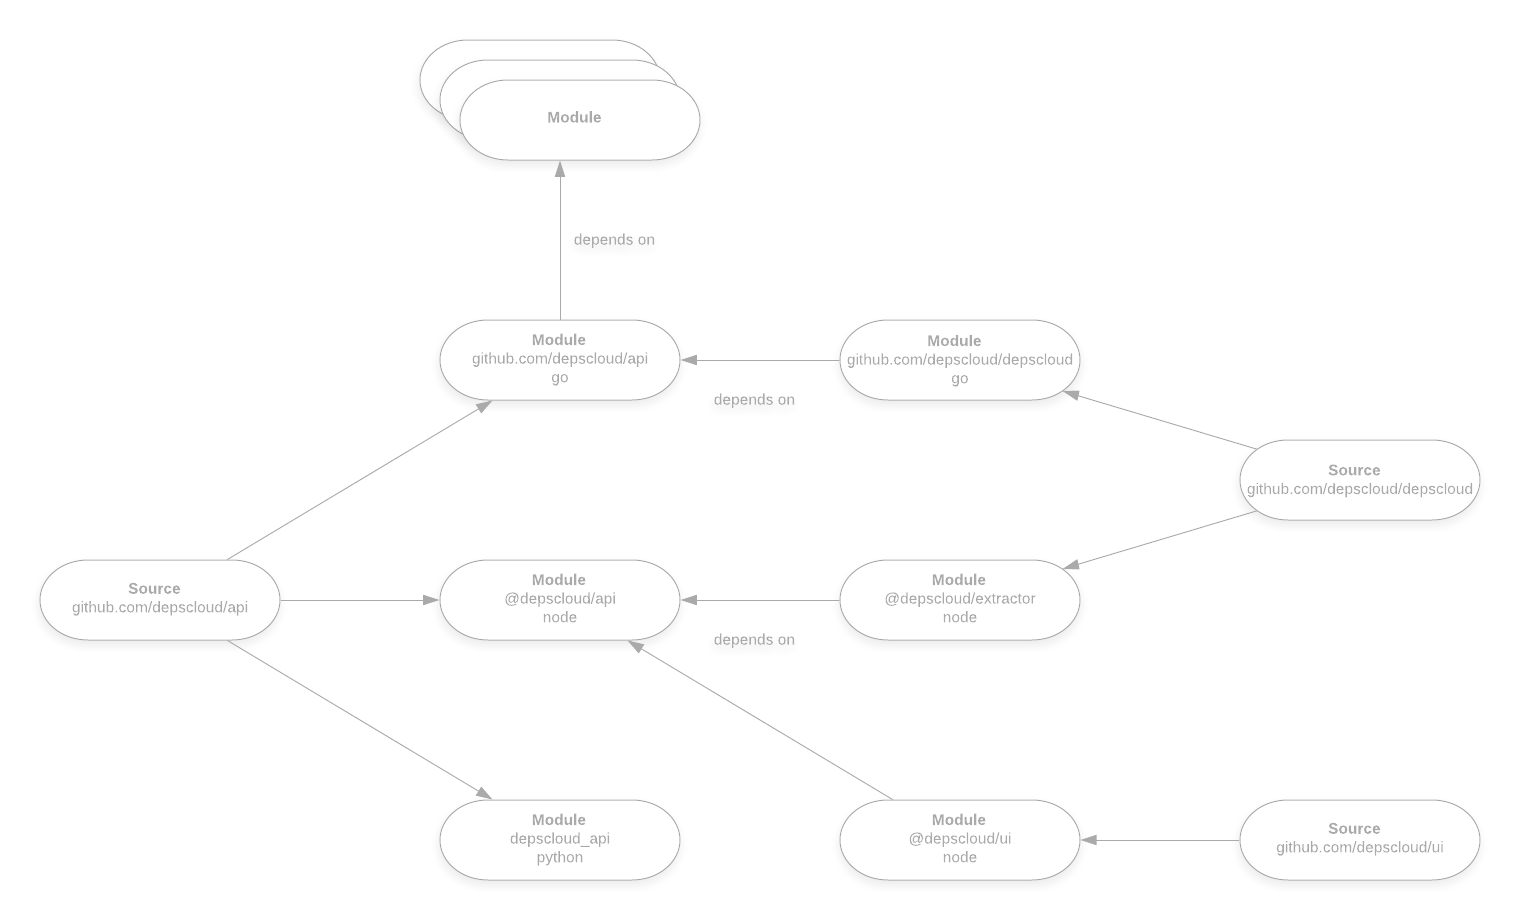 Module
depends on
Module
github.com/depscloud/api
go
depends on
Module
github.com/depscloud/depscloud
go
Source
github.com/depscloud/depscloud
Source
github.com/depscloud/api
Module
@depscloud/api
node
depends on
Module
@depscloud/extractor
node
Module
depscloud_api
python
Module
@depscloud/ui
node
Source
github.com/depscloud/ui